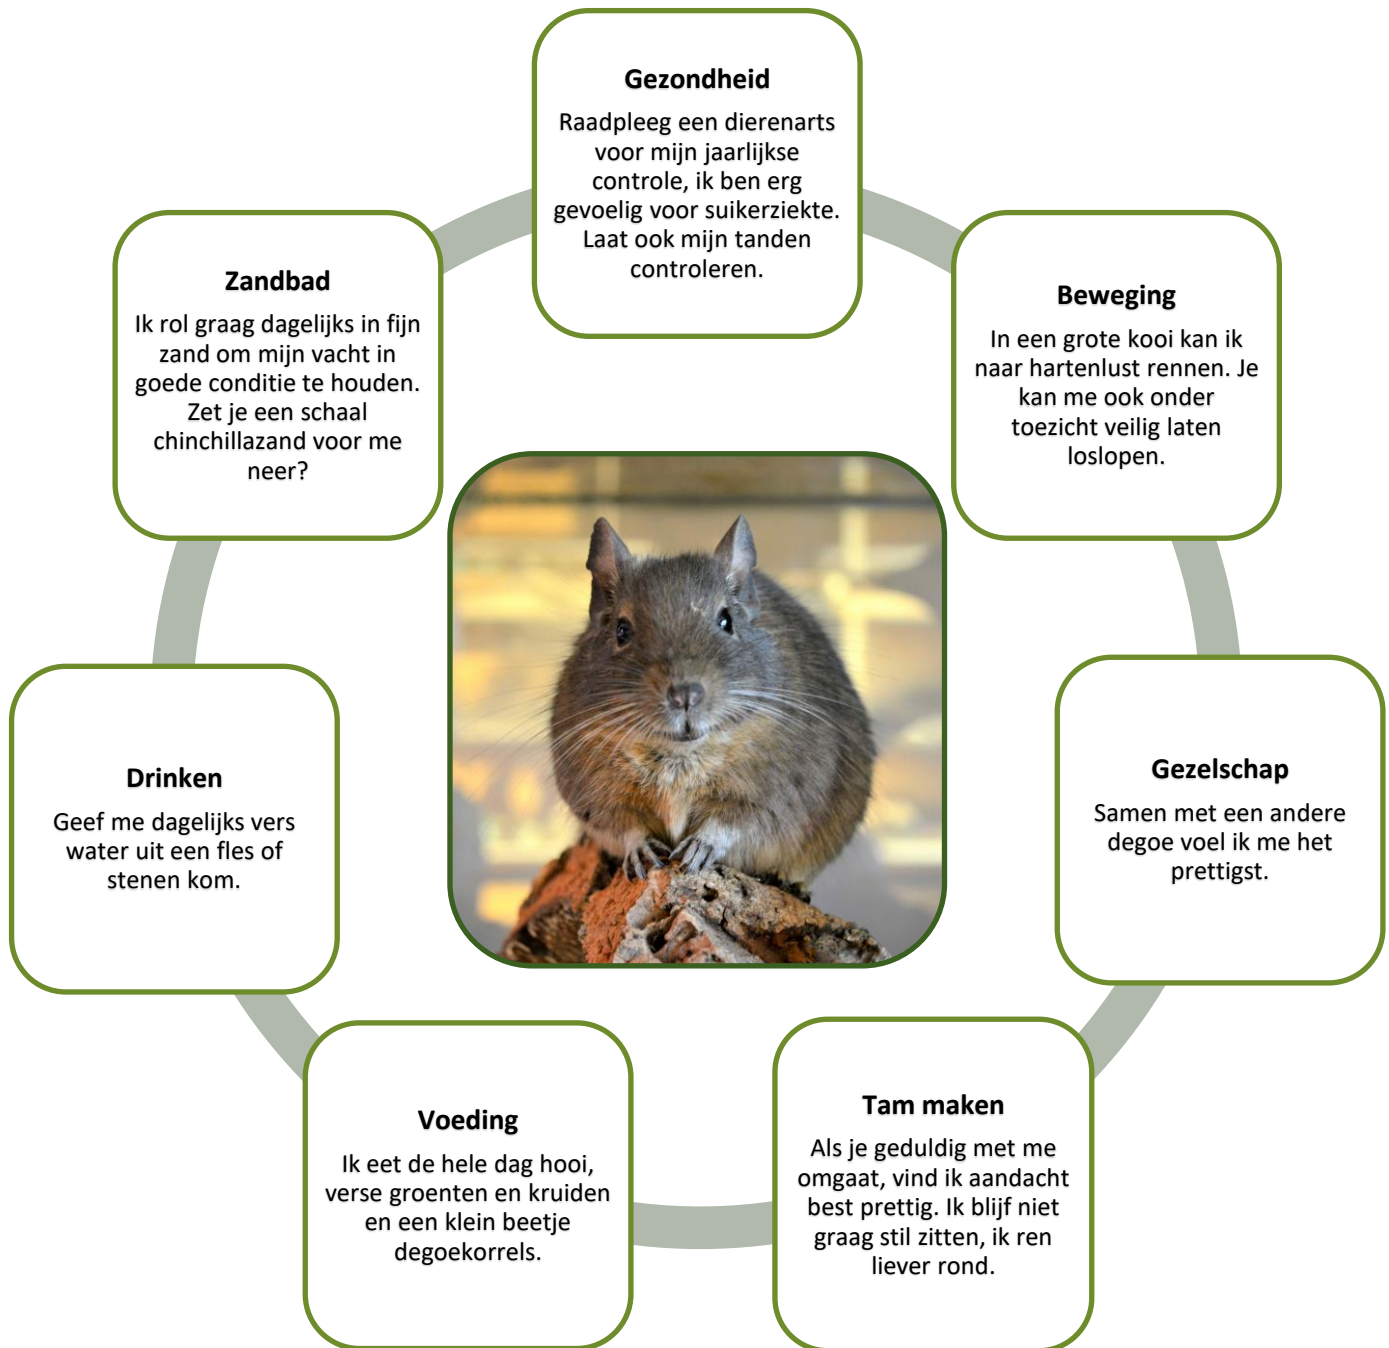 Gezondheid
Raadpleeg een dierenarts
voor mijn jaarlijkse
controle, ik ben erg
gevoelig voor suikerziekte.
Laat ook mijn tanden
controleren.
Beweging
In een grote kooi kan ik
naar hartenlust rennen. Je
kan me ook onder
toezicht veilig laten
loslopen.
Gezelschap
Samen met een andere
degoe voel ik me het
prettigst.
Tam maken
Als je geduldig met me
omgaat, vind ik aandacht
best prettig. Ik blijf niet
graag stil zitten, ik ren
liever rond.
Voeding
Ik eet de hele dag hooi,
verse groenten en kruiden
en een klein beetje
degoekorrels.
Drinken
Geef me dagelijks vers
water uit een fles of
stenen kom.
Zandbad
Ik rol graag dagelijks in fijn
zand om mijn vacht in
goede conditie te houden.
Zet je een schaal
chinchillazand voor me
neer?